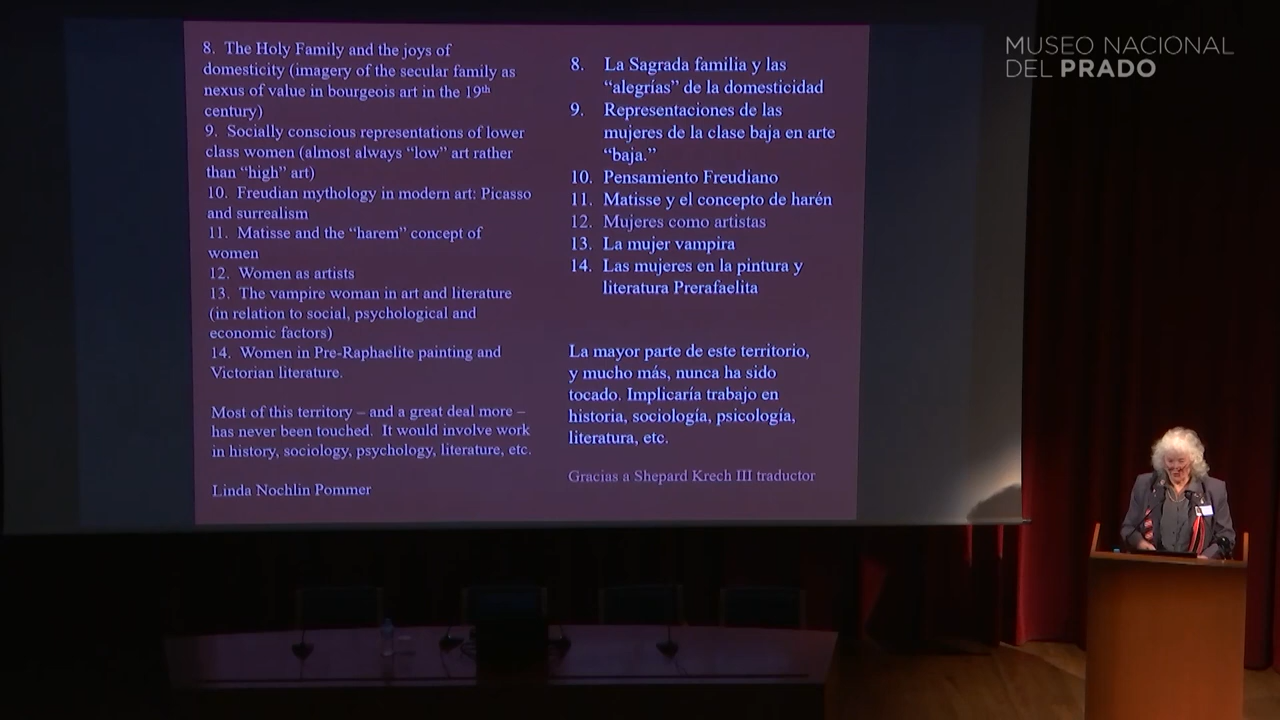 8. The Holy Family and the joys of
domesticity (imagery of the secular family as
nexus of value in bourgeois art in the 19th
century)
9. Socially conscious representations of lower
class women (almost always “low” art rather
than “high” art)
10. Freudian mythology in modern art: Picasso
and surrealism
11. Matisse and the “harem” concept of
women
12. Women as artists
13. The vampire woman in art and literature
(in relation to social, psychological and
economic factors)
14. Women in Pre-Raphaelite painting and
Victorian literature.
Most of this territory – and a great deal more –
has never been touched. It would involve work
in history, sociology, psychology, literature, etc.
Linda Nochlin Pommer
8. La Sagrada familia y las
“alegrías” de la domesticidad
9. Representaciones de las
mujeres de la clase baja en arte
“baja.”
10. Pensamiento Freudiano
11. Matisse y el concepto de harén
12. Mujeres como artistas
13. La mujer vampira
14. Las mujeres en la pintura y
literatura Prerafaelita
La mayor parte de este territorio,
y mucho más, nunca ha sido
tocado. Implicaría trabajo en
historia, sociología, psicología,
literatura, etc.
Gracias a Shepard Krech III traductor
MUSEO NACIONAL
DEL PRADO